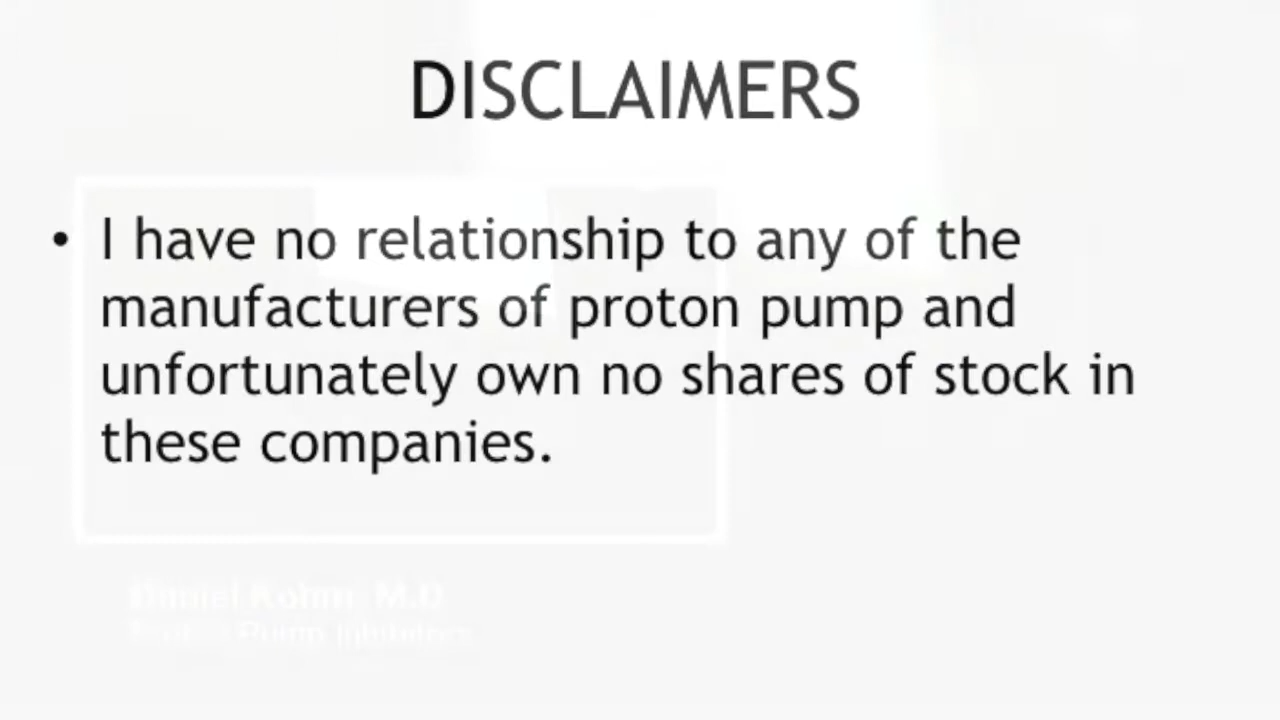 DISCLAIMERS
• I have no relationship to any of the
manufacturers of proton pump and
unfortunately own no shares of stock in
these companies.
M.D
Pump